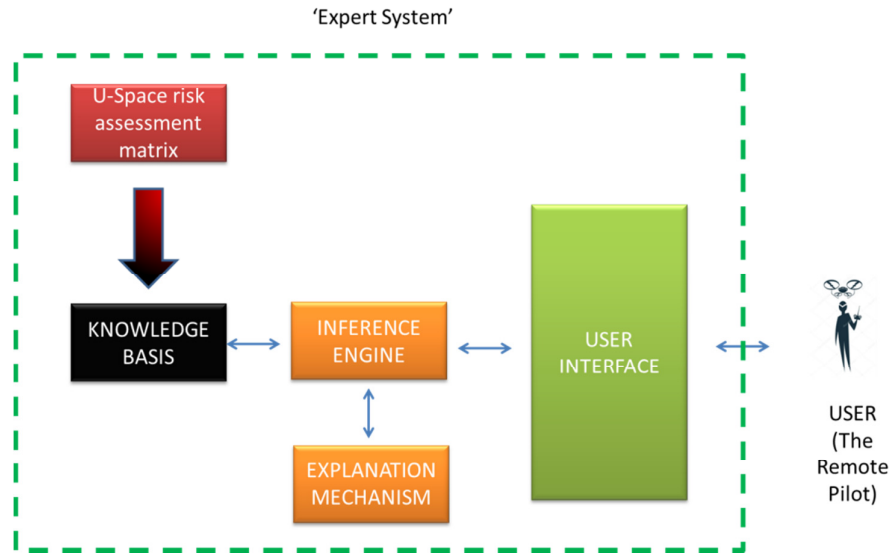 ‘Expert System’
U-Space risk
assessment
matrix
KNOWLEDGE
BASIS
INFERENCE
ENGINE
USER
INTERFACE
EXPLANATION
MECHANISM
USER
(The
Remote
Pilot)